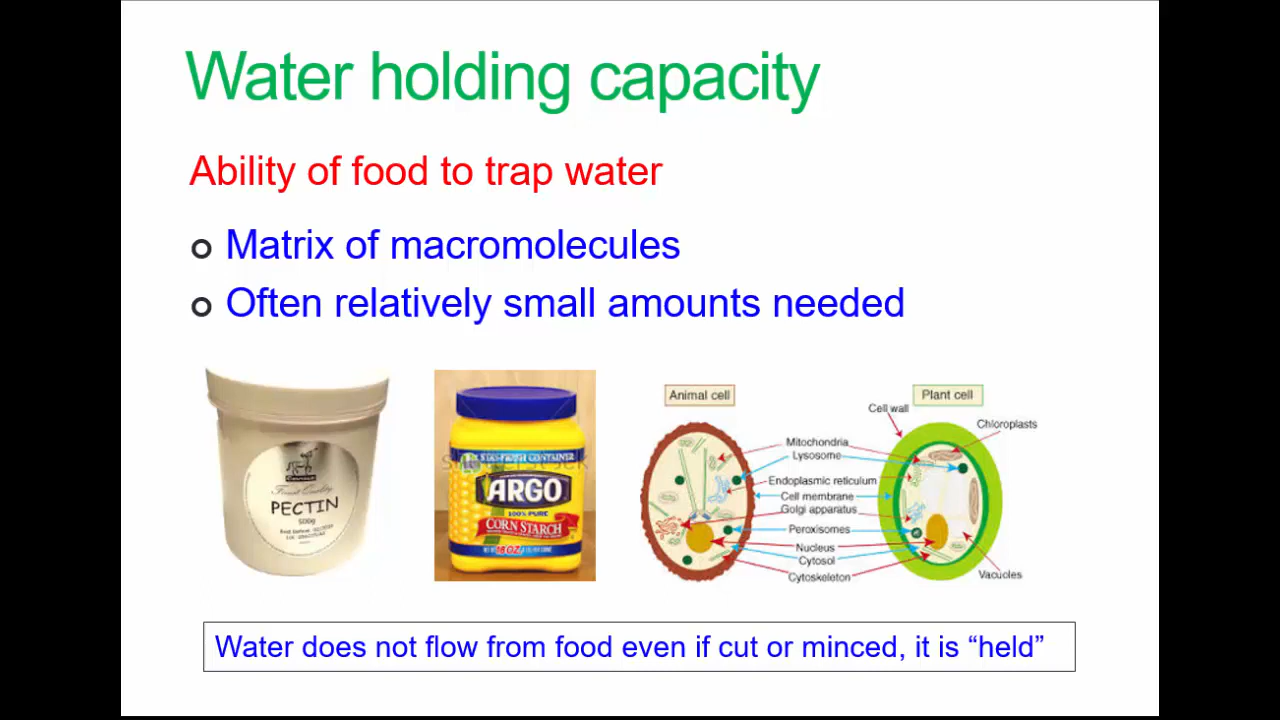 Water holding capacity
Ability of food to trap water
Matrix of macromolecules
Often relatively small amounts needed
PECTIN
500g
ARGO
100% PURE
CORN STARCH
Animal cell
Plant cell
Cell wall
Chloroplasts
Mitochondria
Lysosome
Endoplasmic reticulum
Cell membrane
Golgi apparatus
Peroxisomes
Nucleus
Cytosol
Cytoskeleton
Vacuoles
Water does not flow from food even if cut or minced, it is “held”